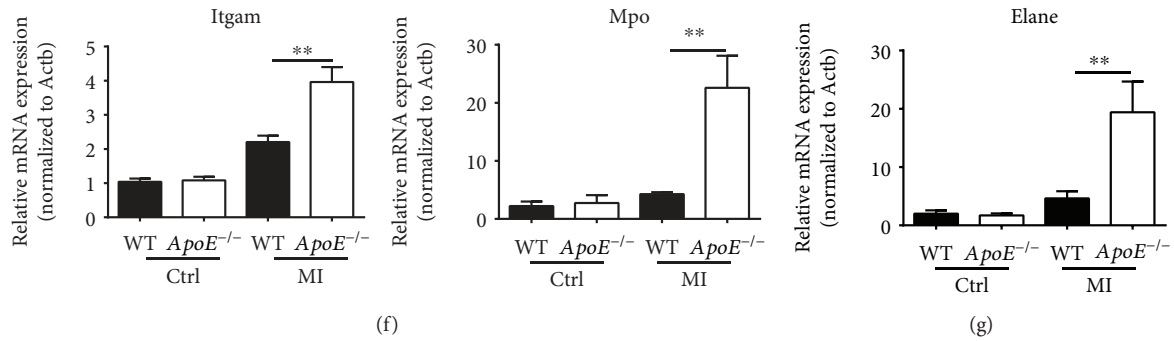 Itgam
Relative mRNA expression
(normalized to Actb)
5
4
3
2
1
0
**
WT ApoE−/− WT ApoE−/−
Ctrl MI
Mpo
Relative mRNA expression
(normalized to Actb)
30
20
10
0
**
WT ApoE−/− WT ApoE−/−
Ctrl MI
(f)
Elane
Relative mRNA expression
(normalized to Actb)
30
20
10
0
**
WT ApoE−/− WT ApoE−/−
Ctrl MI
(g)